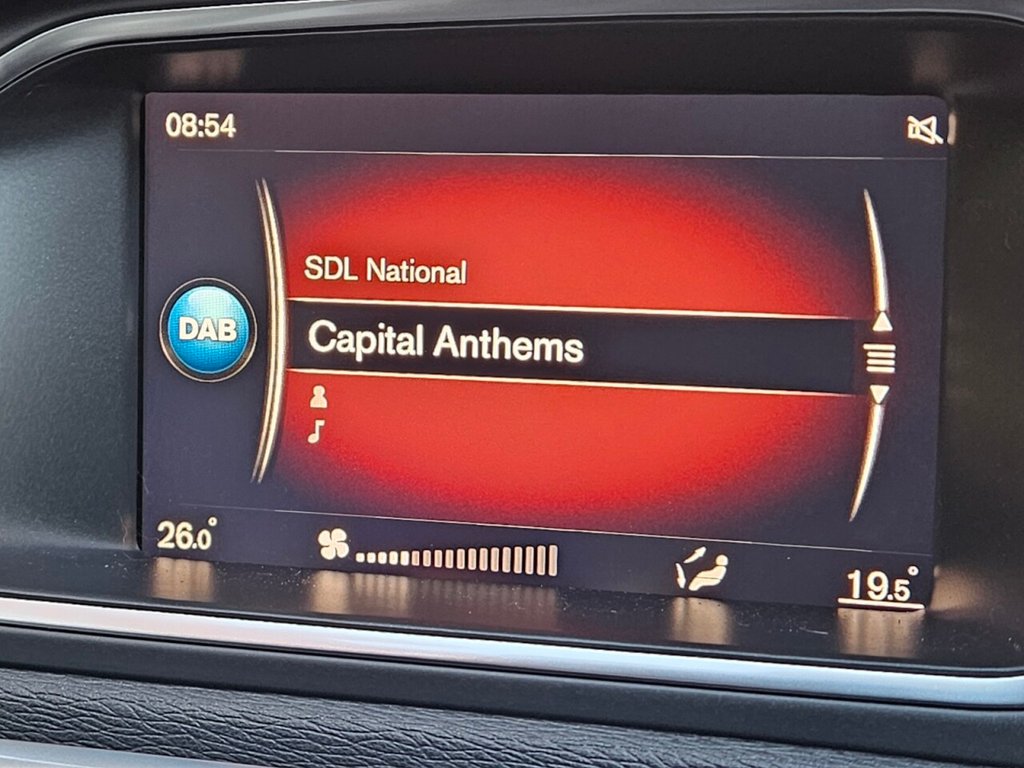 08:54
SDL National
DAB
Capital Anthems
26.0°
19.5°